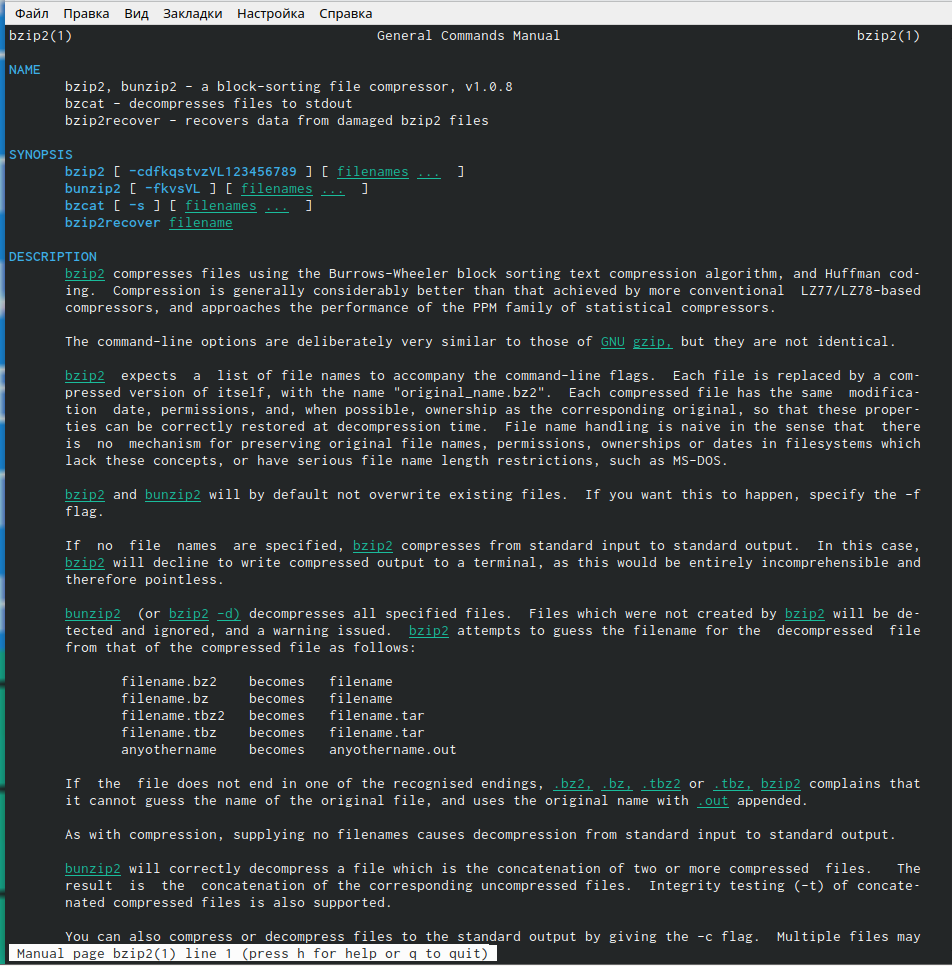 Файл Правка Вид Закладки Настройка Справка
bzip2(1) General Commands Manual bzip2(1)
NAME
bzip2, bunzip2 - a block-sorting file compressor, v1.0.8
bzcat - decompresses files to stdout
bzip2recover - recovers data from damaged bzip2 files
SYNOPSIS
bzip2 [ -cdfkqstvzVL123456789 ] [ filenames ... ]
bunzip2 [ -fkvsVL ] [ filenames ... ]
bzcat [ -s ] [ filenames ... ]
bzip2recover filename
DESCRIPTION
bzip2 compresses files using the Burrows-Wheeler block sorting text compression algorithm, and Huffman cod-
ing. Compression is generally considerably better than that achieved by more conventional LZ77/LZ78-based
compressors, and approaches the performance of the PPM family of statistical compressors.
The command-line options are deliberately very similar to those of GNU gzip, but they are not identical.
bzip2 expects a list of file names to accompany the command-line flags. Each file is replaced by a com-
pressed version of itself, with the name "original_name.bz2". Each compressed file has the same modifica-
tion date, permissions, and, when possible, ownership as the corresponding original, so that these proper-
ties can be correctly restored at decompression time. File name handling is naive in the sense that there
is no mechanism for preserving original file names, permissions, ownerships or dates in filesystems which
lack these concepts, or have serious file name length restrictions, such as MS-DOS.
bzip2 and bunzip2 will by default not overwrite existing files. If you want this to happen, specify the -f
flag.
If no file names are specified, bzip2 compresses from standard input to standard output. In this case,
bzip2 will decline to write compressed output to a terminal, as this would be entirely incomprehensible and
therefore pointless.
bunzip2 (or bzip2 -d) decompresses all specified files. Files which were not created by bzip2 will be de-
tected and ignored, and a warning issued. bzip2 attempts to guess the filename for the decompressed file
from that of the compressed file as follows:
filename.bz2 becomes filename
filename.bz becomes filename
filename.tbz2 becomes filename.tar
filename.tbz becomes filename.tar
anyothername becomes anyothername.out
If the file does not end in one of the recognised endings, .bz2, .bz, .tbz2 or .tbz, bzip2 complains that
it cannot guess the name of the original file, and uses the original name with .out appended.
As with compression, supplying no filenames causes decompression from standard input to standard output.
bunzip2 will correctly decompress a file which is the concatenation of two or more compressed files. The
result is the concatenation of the corresponding uncompressed files. Integrity testing (-t) of concate-
nated compressed files is also supported.
You can also compress or decompress files to the standard output by giving the -c flag. Multiple files may
Manual page bzip2(1) line 1 (press h for help or q to quit)